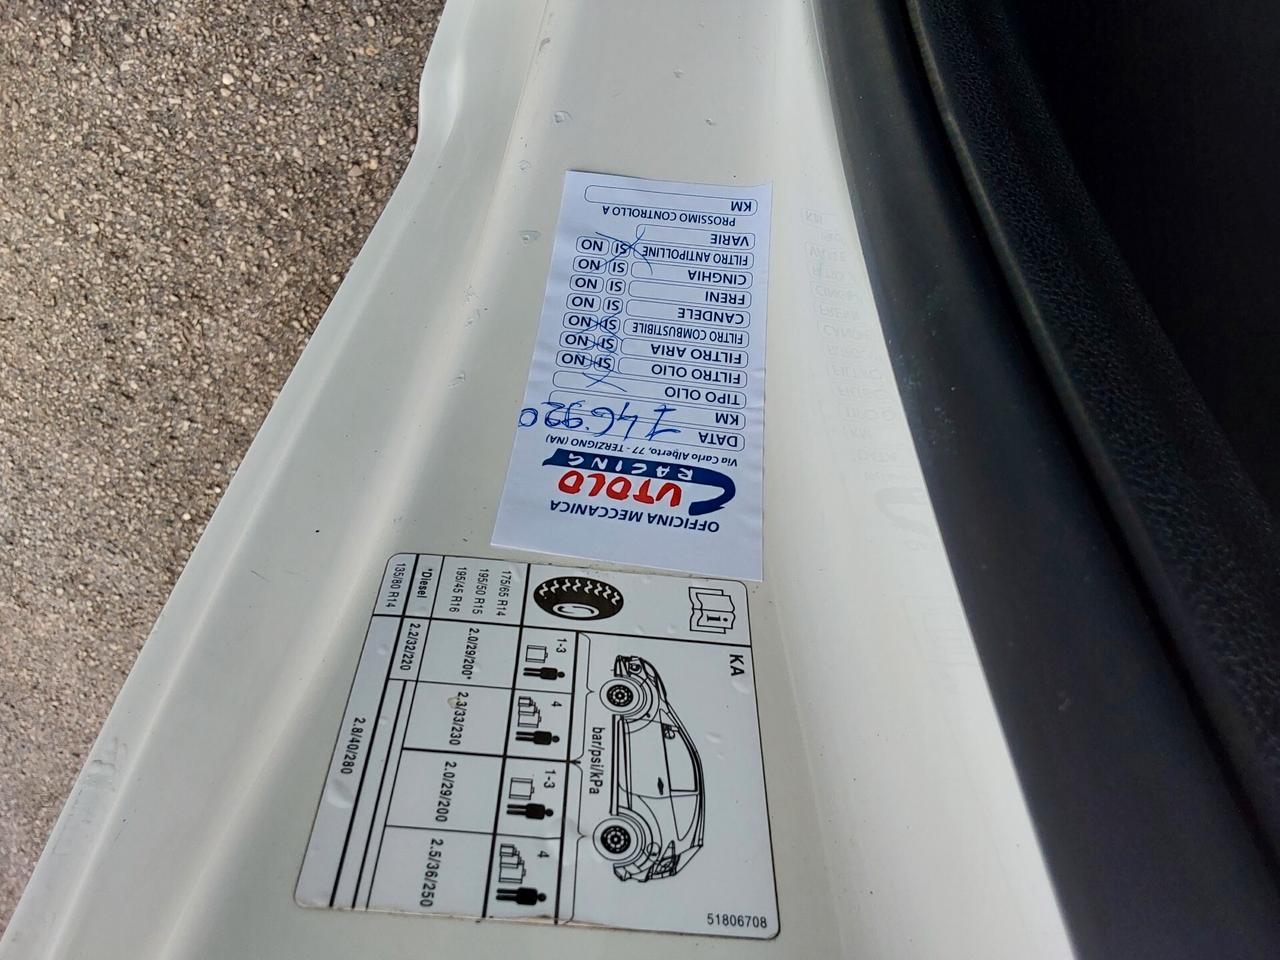 OFFICINA MECCANICA
CUTOLO
RACING
Via Carlo Alberto, 77 - TERZIGNO (NA)
DATA
KM 146920
TIPO OLIO
FILTRO OLIO SI NO
FILTRO ARIA SI NO
FILTRO COMBUSTIBILE SI NO
CANDELE SI NO
FRENI SI NO
CINGHIA SI NO
FILTRO ANTIPOLLINE SI NO
VARIE
PROSSIMO CONTROLLO A
KM
KA
bar/psi/kPa
1-3 4 1-3 4
175/65 R14
195/50 R15
195/45 R16
2.0/29/200* 2.3/33/230 2.0/29/200 2.5/36/250
*Diesel 2.2/32/220
135/80 R14 2.8/40/280
51806708